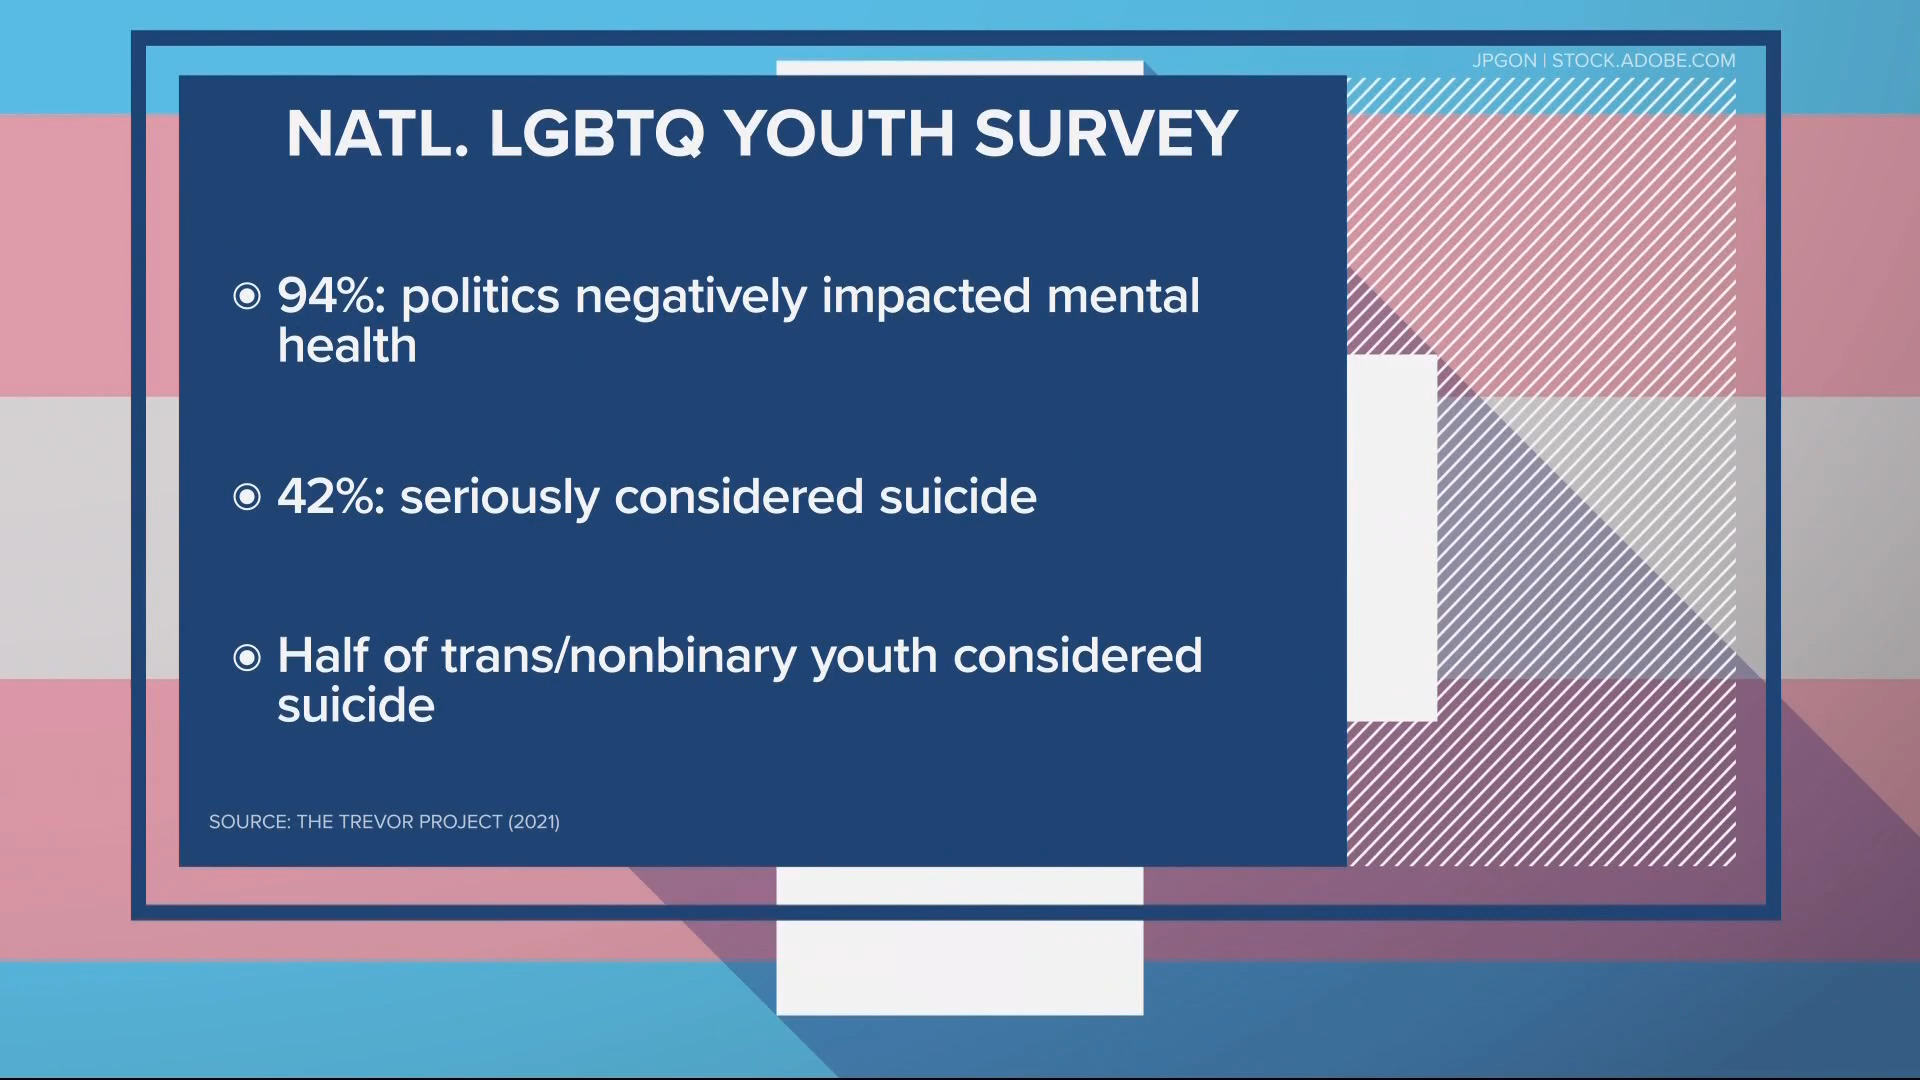 JPGON | STOCK.ADOBE.COM
NATL. LGBTQ YOUTH SURVEY
94%: politics negatively impacted mental
health
42%: seriously considered suicide
Half of trans/nonbinary youth considered
suicide
SOURCE: THE TREVOR PROJECT (2021)